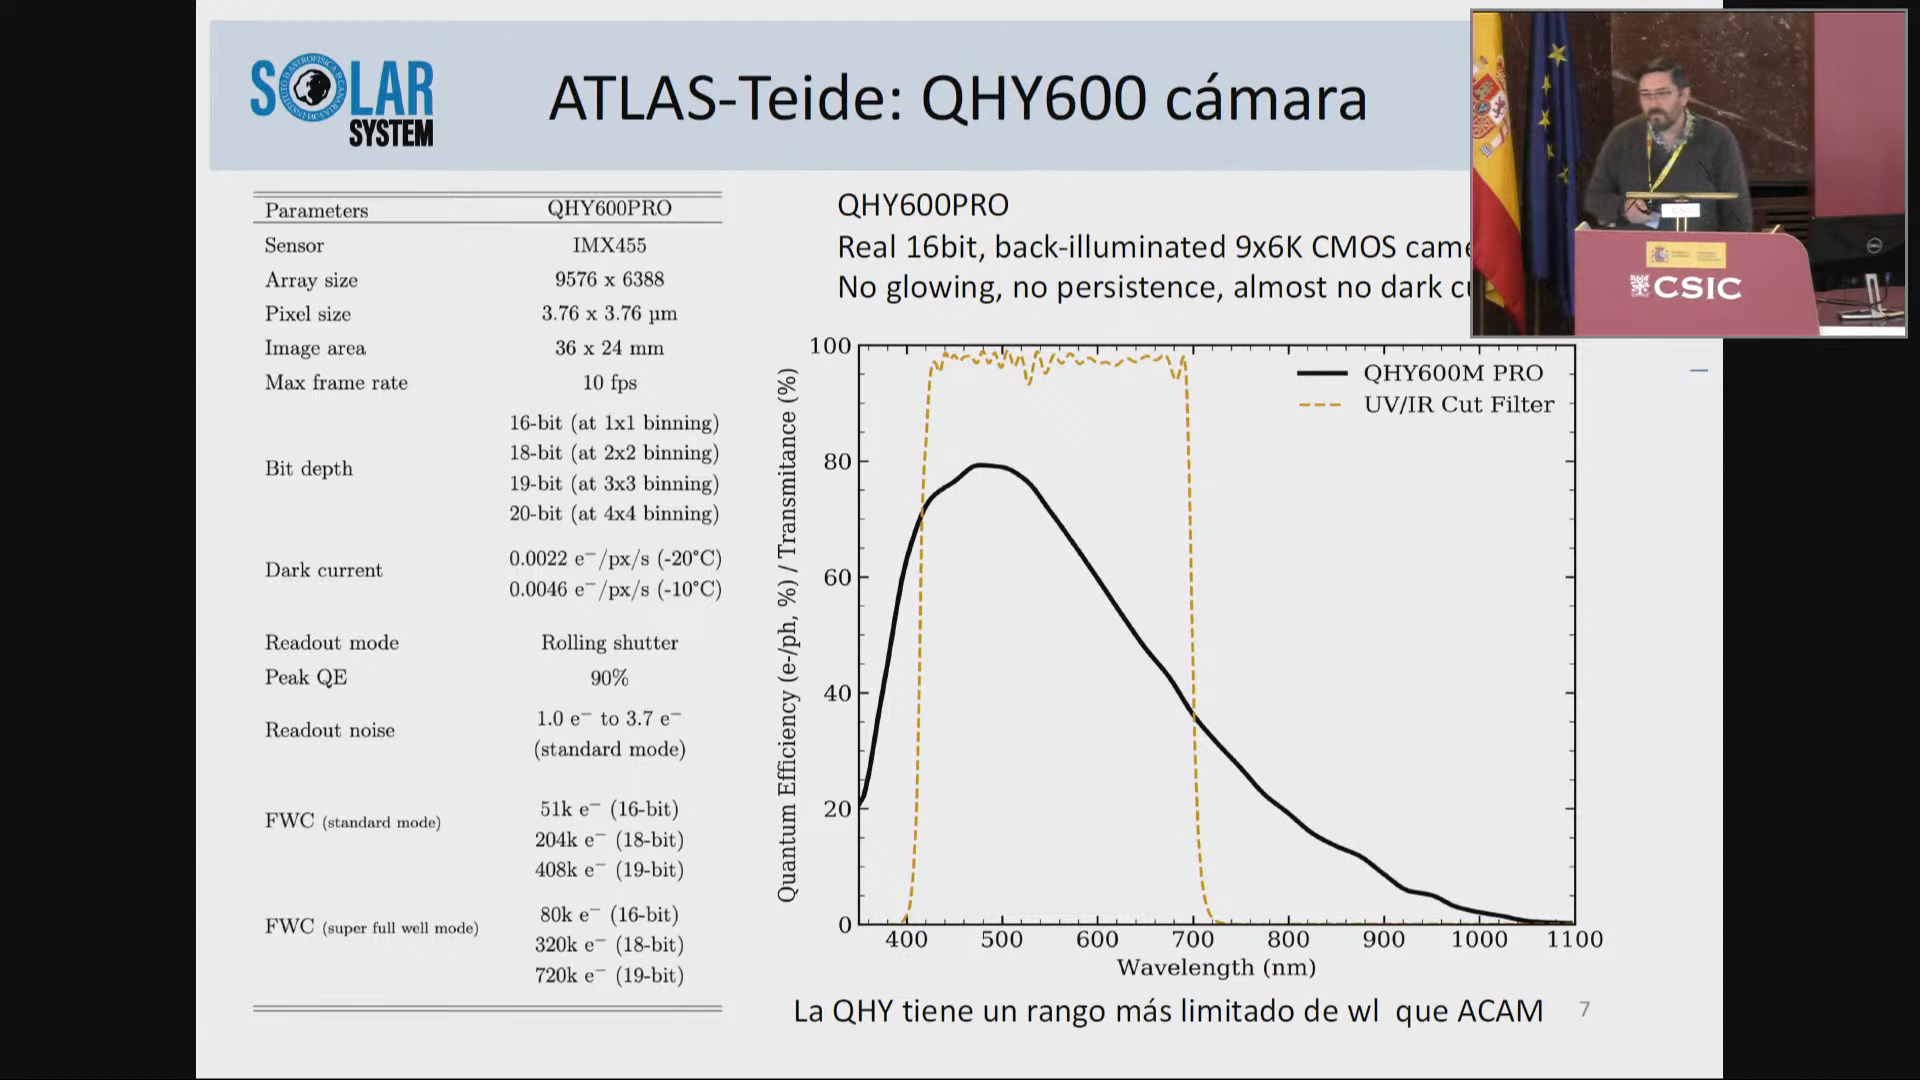 SOLAR
SYSTEM
ATLAS-Teide: QHY600 cámara
Parameters QHY600PRO
Sensor IMX455
Array size 9576 x 6388
Pixel size 3.76 x 3.76 µm
Image area 36 x 24 mm
Max frame rate 10 fps
Bit depth
16-bit (at 1x1 binning)
18-bit (at 2x2 binning)
19-bit (at 3x3 binning)
20-bit (at 4x4 binning)
Dark current
0.0022 e⁻/px/s (-20°C)
0.0046 e⁻/px/s (-10°C)
Readout mode Rolling shutter
Peak QE 90%
Readout noise
1.0 e⁻ to 3.7 e⁻
(standard mode)
FWC (standard mode)
51k e⁻ (16-bit)
204k e⁻ (18-bit)
408k e⁻ (19-bit)
FWC (super full well mode)
80k e⁻ (16-bit)
320k e⁻ (18-bit)
720k e⁻ (19-bit)
QHY600PRO
Real 16bit, back-illuminated 9x6K CMOS came
No glowing, no persistence, almost no dark
CSIC
Quantum Efficiency (e-/ph, %) / Transmitance (%)
100
80
60
40
20
0
QHY600M PRO
UV/IR Cut Filter
400 500 600 700 800 900 1000 1100
Wavelength (nm)
La QHY tiene un rango más limitado de wl que ACAM
7